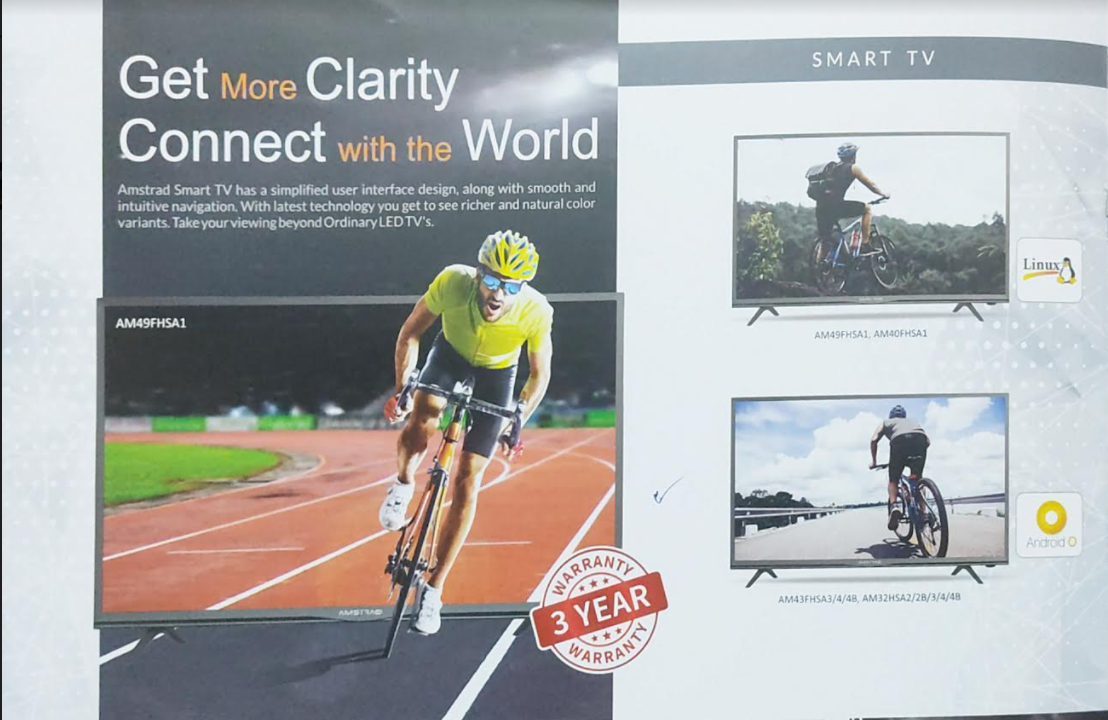 Get More Clarity
Connect with the World
Amstrad Smart TV has a simplified user interface design, along with smooth and
intuitive navigation. With latest technology you get to see richer and natural color
variants. Take your viewing beyond Ordinary LED TV's.
AM49FHSA1
AMSTRAD
WARRANTY
3 YEAR
WARRANTY
SMART TV
Linux
AM49FHSA1, AM40FHSA1
Android O
AM43FHSA3/4/4B, AM32HSA2/2B/3/4/4B